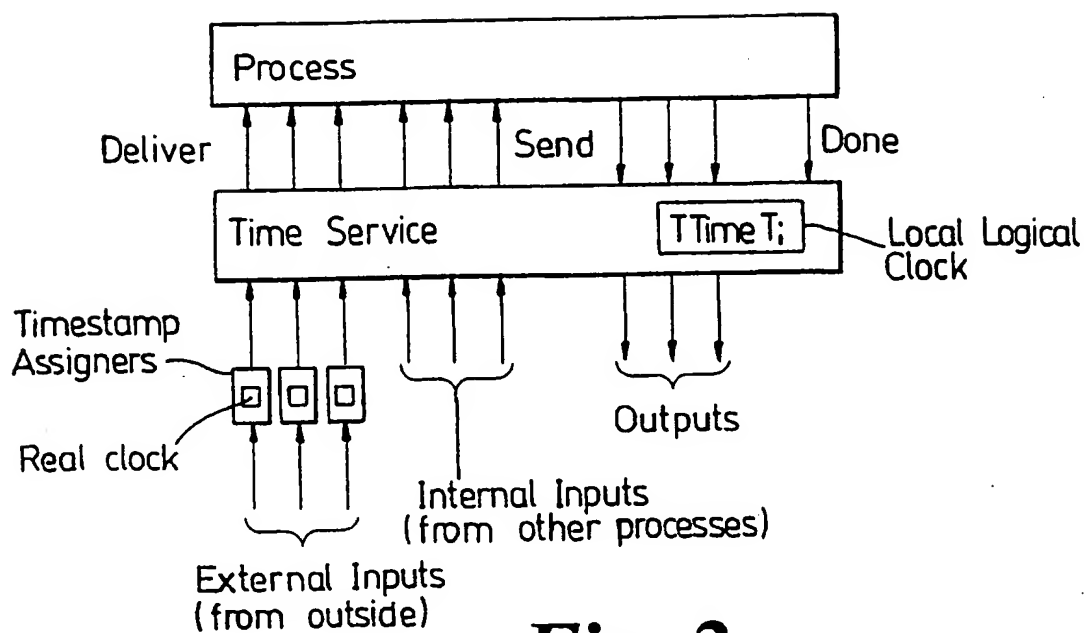 Process
Deliver
Send
Done
Time Service
TTime Ti
Local Logical
Clock
Timestamp
Assigners
Real clock
Outputs
Internal Inputs
(from other processes)
External Inputs
(from outside)